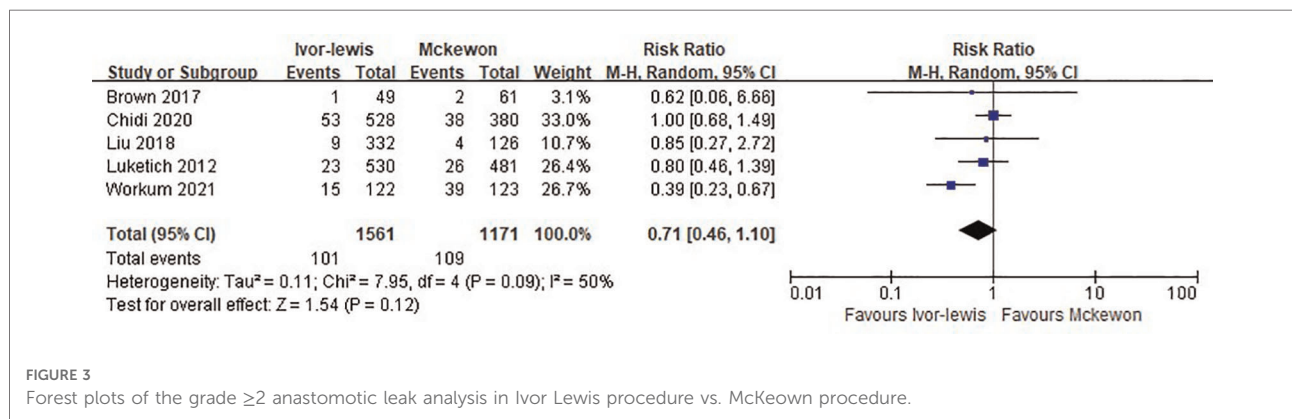 Ivor-lewis Mckewon Risk Ratio Risk Ratio
Study or Subgroup Events Total Events Total Weight M-H, Random, 95% CI M-H, Random, 95% CI
Brown 2017 1 49 2 61 3.1% 0.62 [0.06, 6.66]
Chidi 2020 53 528 38 380 33.0% 1.00 [0.68, 1.49]
Liu 2018 9 332 4 126 10.7% 0.85 [0.27, 2.72]
Luketich 2012 23 530 26 481 26.4% 0.80 [0.46, 1.39]
Workum 2021 15 122 39 123 26.7% 0.39 [0.23, 0.67]
Total (95% CI) 1561 1171 100.0% 0.71 [0.46, 1.10]
Total events 101 109
Heterogeneity: Tau² = 0.11; Chi² = 7.95, df = 4 (P = 0.09); I² = 50%
Test for overall effect: Z = 1.54 (P = 0.12)
0.01 0.1 1 10 100
Favours Ivor-lewis Favours Mckewon
FIGURE 3
Forest plots of the grade ≥2 anastomotic leak analysis in Ivor Lewis procedure vs. McKeown procedure.